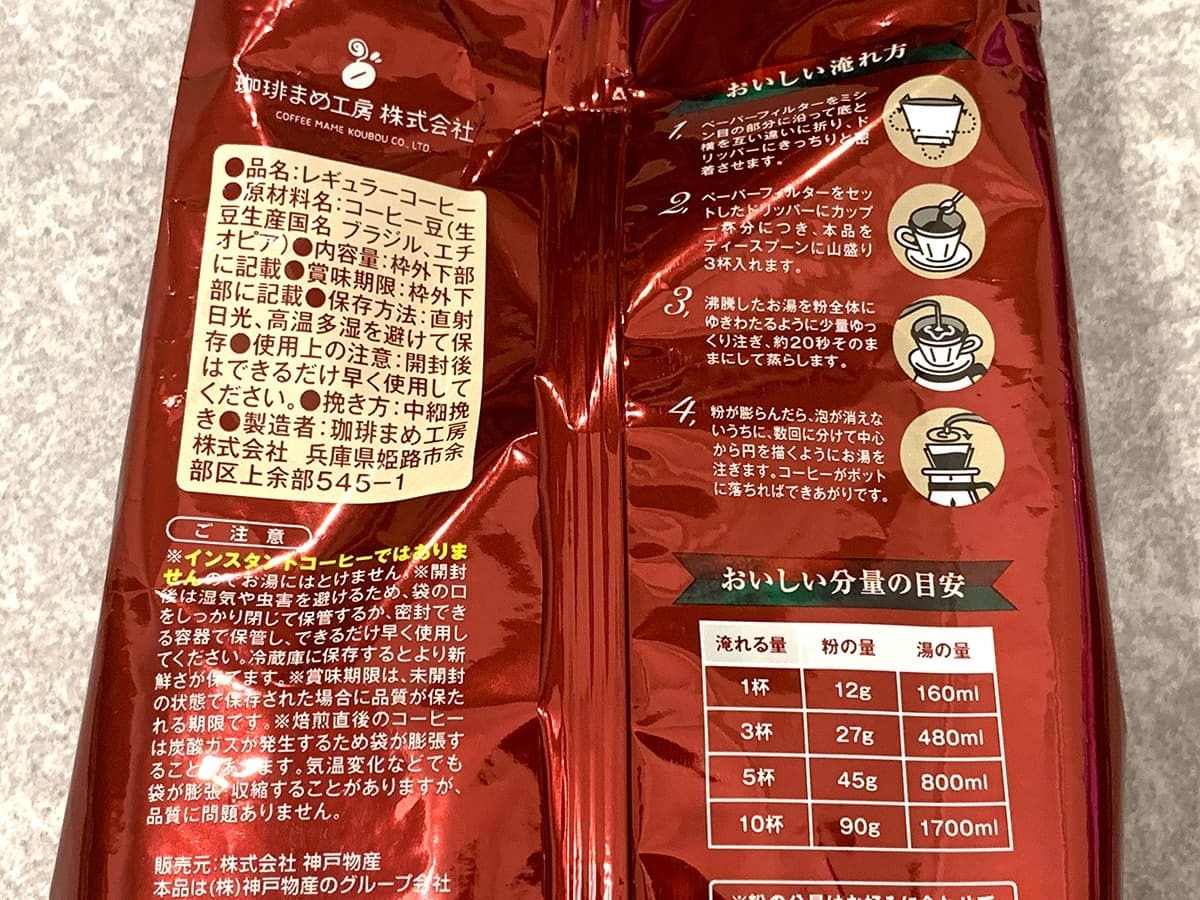 珈琲まめ工房 株式会社
COFFEE MAME KOUBOU CO., LTD.
●品名:レギュラーコーヒー
●原材料名:コーヒー豆(生
豆生産国名 ブラジル、エチ
オピア)●内容量:枠外下部
に記載●賞味期限:枠外下
部に記載●保存方法:直射
日光、高温多湿を避けて保
存●使用上の注意:開封後
はできるだけ早く使用して
ください。●挽き方:中細挽
き●製造者:珈琲まめ工房
株式会社 兵庫県姫路市余
部区上余部545-1
ご注意
※インスタントコーヒーではありま
せんのでお湯にはとけません。※開封
後は湿気や虫害を避けるため、袋の口
をしっかり閉じて保管するか、密封でき
る容器で保管し、できるだけ早く使用し
てください。冷蔵庫に保存するとより新
鮮さが保てます。※賞味期限は、未開封
の状態で保存された場合に品質が保た
れる期限です。※焙煎直後のコーヒー
は炭酸ガスが発生するため袋が膨張す
ることがあります。気温変化などでも
袋が膨張・収縮することがありますが、
品質に問題ありません。
販売元:株式会社 神戸物産
本品は(株)神戸物産のグループ会社
おいしい淹れ方
1, ペーパーフィルターをミシ
ン目の部分に沿って底と
横を互い違いに折り、ド
リッパーにきっちりと密
着させます。
2, ペーパーフィルターをセッ
トしたドリッパーにカップ
一杯分につき、本品を
ティースプーンに山盛り
3杯入れます。
3, 沸騰したお湯を粉全体に
ゆきわたるように少量ゆっ
くり注ぎ、約20秒そのま
まにして蒸らします。
4, 粉が膨らんだら、泡が消えな
いうちに、数回に分けて中心
から円を描くようにお湯を
注ぎます。コーヒーがポット
に落ちればできあがりです。
おいしい分量の目安
淹れる量 粉の量 湯の量
1杯 12g 160ml
3杯 27g 480ml
5杯 45g 800ml
10杯 90g 1700ml